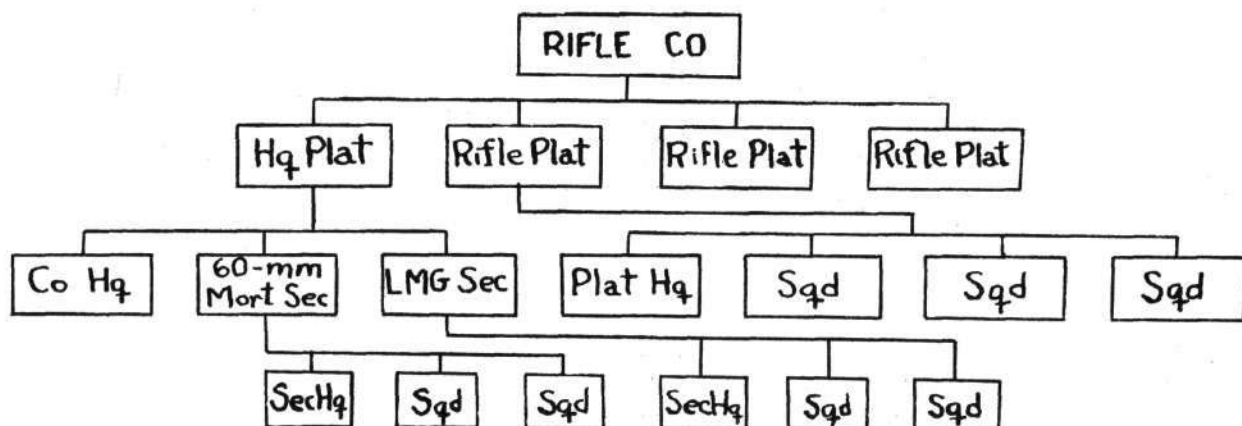 RIFLE CO
Hq Plat
Rifle Plat
Rifle Plat
Rifle Plat
Co Hq
60-mm
Mort Sec
LMG Sec
Plat Hq
Sqd
Sqd
Sqd
SecHq
Sqd
Sqd
SecHq
Sqd
Sqd